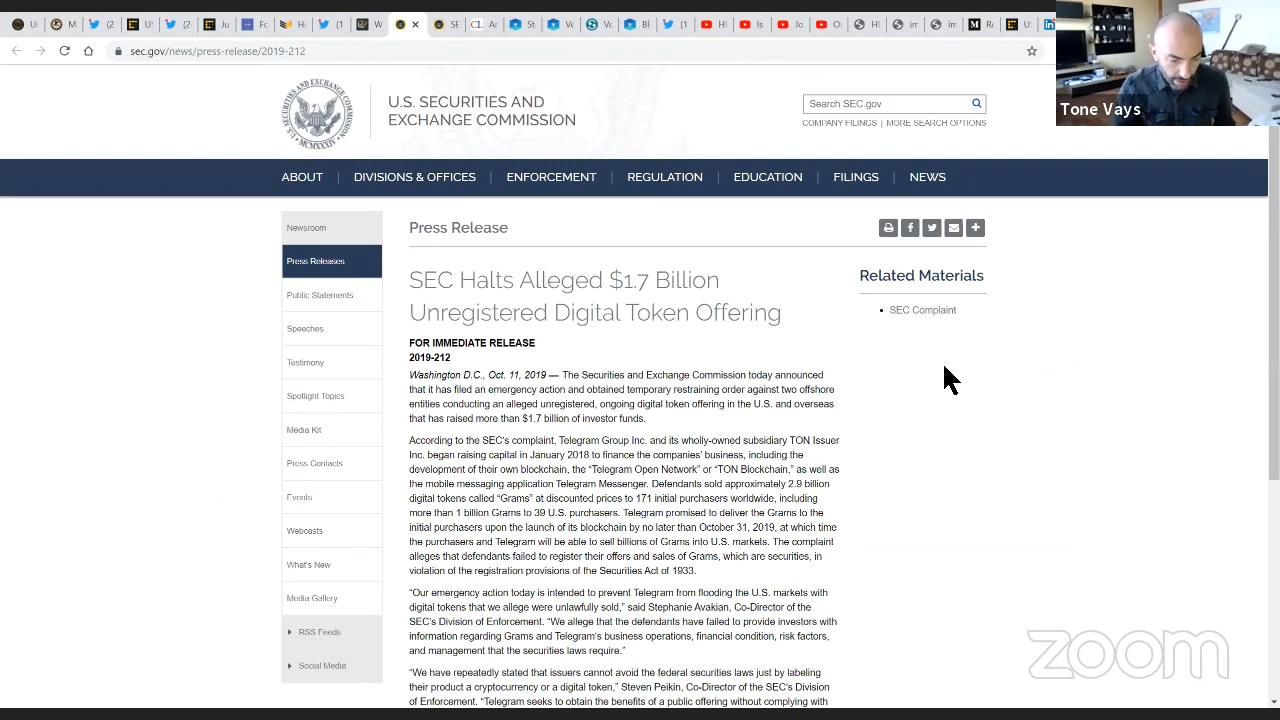 sec.gov/news/press-release/2019-212
Tone Vays
U.S. SECURITIES AND
EXCHANGE COMMISSION
Search SEC.gov
COMPANY FILINGS | MORE SEARCH OPTIONS
ABOUT | DIVISIONS & OFFICES | ENFORCEMENT | REGULATION | EDUCATION | FILINGS | NEWS
Newsroom
Press Releases
Public Statements
Speeches
Testimony
Spotlight Topics
Media Kit
Press Contacts
Events
Webcasts
What's New
Media Gallery
RSS Feeds
Social Media
Press Release
SEC Halts Alleged $1.7 Billion
Unregistered Digital Token Offering
FOR IMMEDIATE RELEASE
2019-212
Washington D.C., Oct. 11, 2019 — The Securities and Exchange Commission today announced
that it has filed an emergency action and obtained temporary restraining order against two offshore
entities conducting an alleged unregistered, ongoing digital token offering in the U.S. and overseas
that has raised more than $1.7 billion of investor funds.
According to the SEC's complaint, Telegram Group Inc. and its wholly-owned subsidiary TON Issuer
Inc. began raising capital in January 2018 to finance the companies' business, including the
development of their own blockchain, the “Telegram Open Network” or “TON Blockchain,” as well as
the mobile messaging application Telegram Messenger. Defendants sold approximately 2.9 billion
digital tokens called “Grams” at discounted prices to 171 initial purchasers worldwide, including
more than 1 billion Grams to 39 U.S. purchasers. Telegram promised to deliver the Grams to the
initial purchasers upon the launch of its blockchain by no later than October 31, 2019, at which time
the purchasers and Telegram will be able to sell billions of Grams into U.S. markets. The complaint
alleges that defendants failed to register their offers and sales of Grams, which are securities, in
violation of the registration provisions of the Securities Act of 1933.
“Our emergency action today is intended to prevent Telegram from flooding the U.S. markets with
digital tokens that we allege were unlawfully sold,” said Stephanie Avakian, Co-Director of the
SEC's Division of Enforcement. “We allege that the defendants have failed to provide investors with
information regarding Grams and Telegram's business operations, financial condition, risk factors,
and management that the securities laws require.”
“We have repeatedly stated that issuers cannot avoid the federal securities laws just by labeling
their product a cryptocurrency or a digital token,” Steven Peikin, Co-Director of the SEC's Division
of Enforcement. “Telegram seeks to obtain the benefits of a public offering without complying with
Related Materials
SEC Complaint
zoom